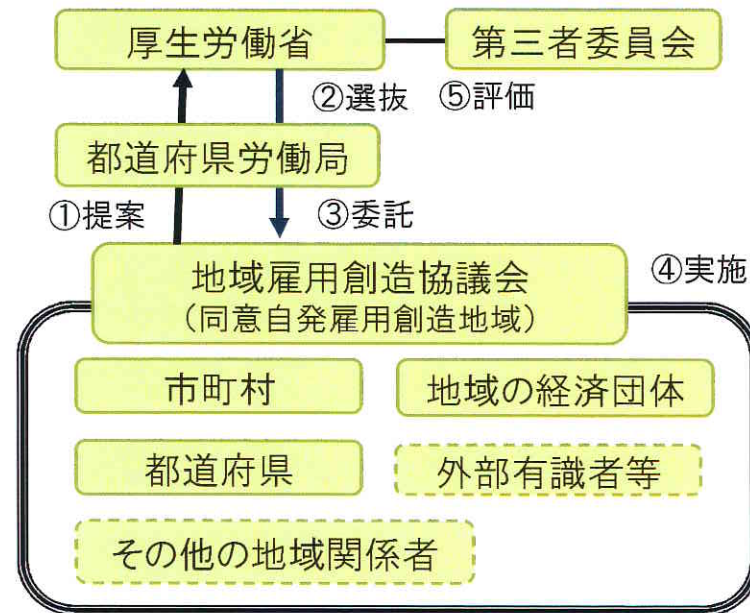 厚生労働省
第三者委員会
②選抜
⑤評価
都道府県労働局
①提案
③委託
地域雇用創造協議会
（同意自発雇用創造地域）
④実施
市町村
地域の経済団体
都道府県
外部有識者等
その他の地域関係者